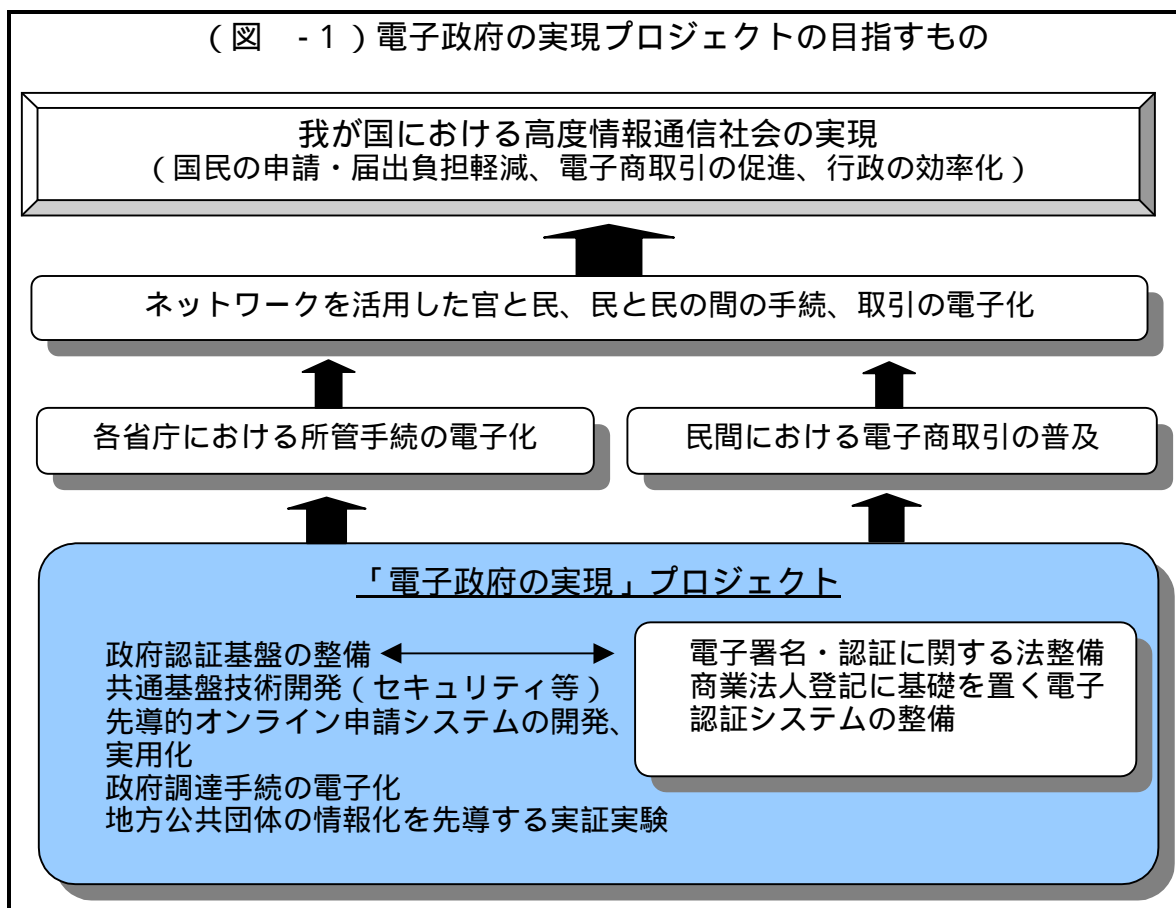 (図 -1)電子政府の実現プロジェクトの目指すもの
我が国における高度情報通信社会の実現
(国民の申請・届出負担軽減、電子商取引の促進、行政の効率化)
ネットワークを活用した官と民、民と民の間の手続、取引の電子化
各省庁における所管手続の電子化
民間における電子商取引の普及
「電子政府の実現」プロジェクト
政府認証基盤の整備
共通基盤技術開発(セキュリティ等)
先導的オンライン申請システムの開発、
実用化
政府調達手続の電子化
地方公共団体の情報化を先導する実証実験
電子署名・認証に関する法整備
商業法人登記に基礎を置く電子
認証システムの整備